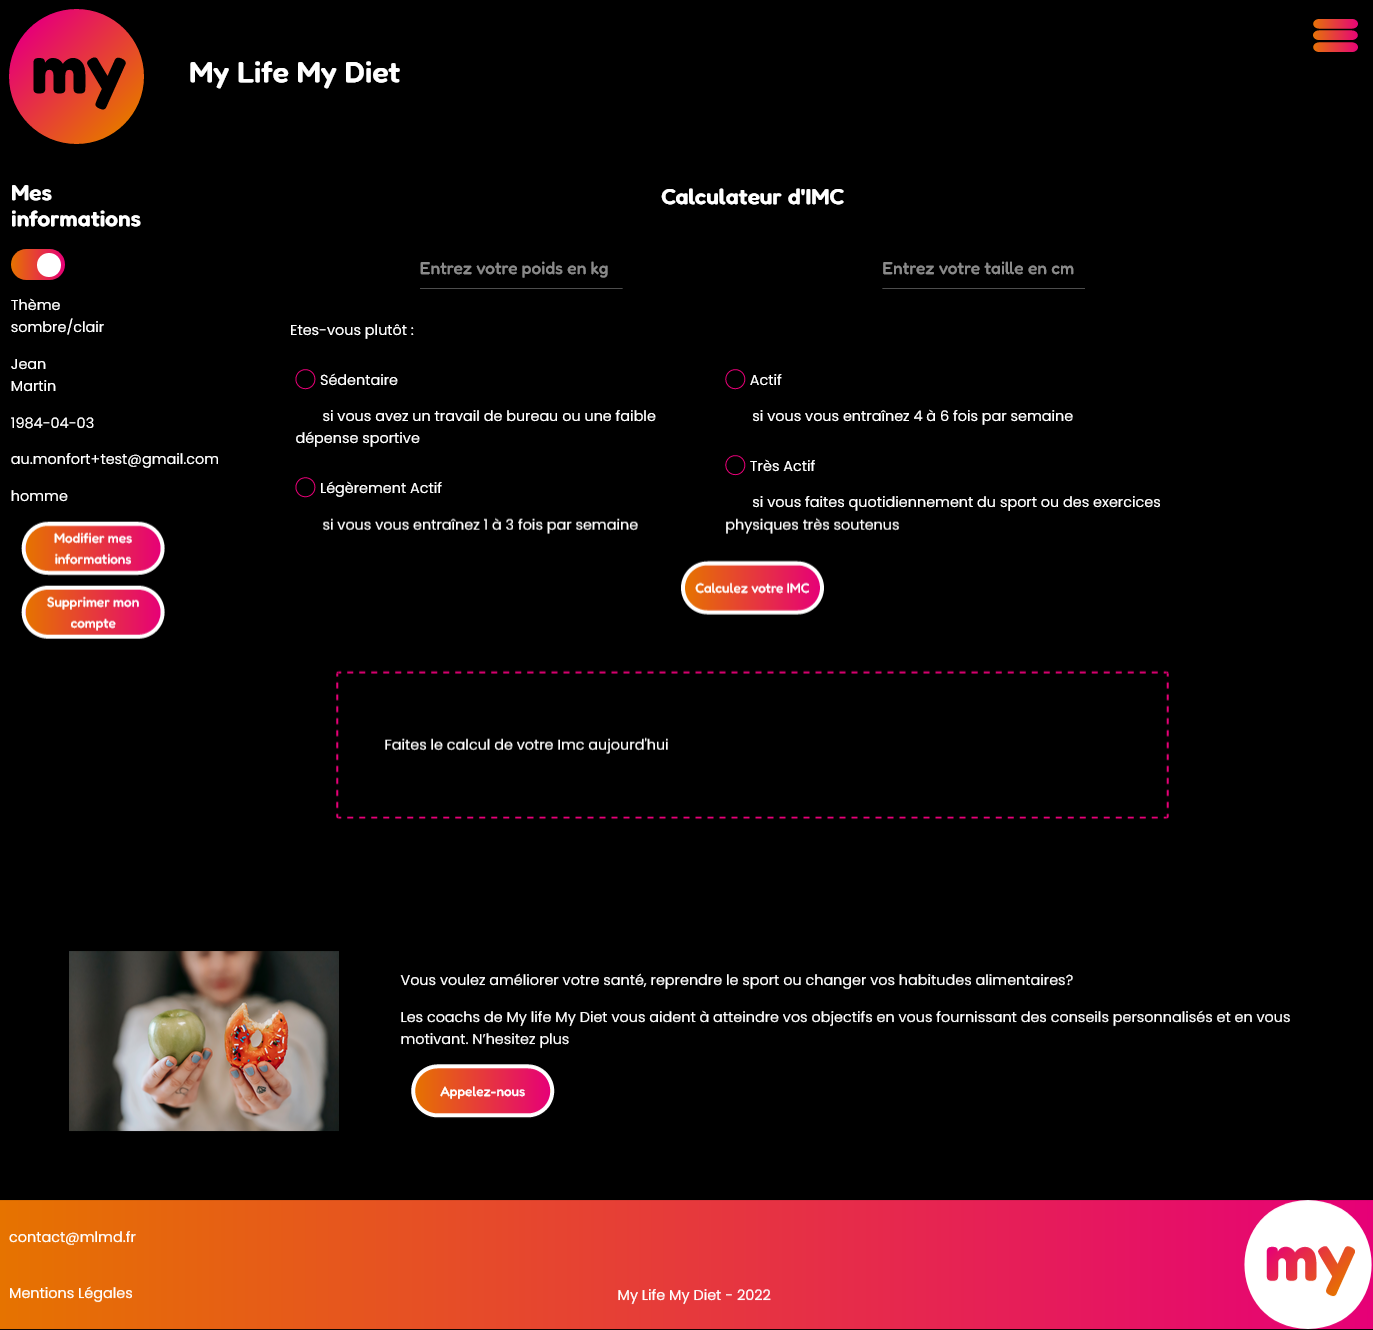 my
My Life My Diet
Mes
informations
Thème
sombre/clair
Jean
Martin
1984-04-03
au.monfort+test@gmail.com
homme
Modifier mes
informations
Supprimer mon
compte
Calculateur d'IMC
Entrez votre poids en kg
Entrez votre taille en cm
Etes-vous plutôt :
Sédentaire
si vous avez un travail de bureau ou une faible
dépense sportive
Légèrement Actif
si vous vous entraînez 1 à 3 fois par semaine
Actif
si vous vous entraînez 4 à 6 fois par semaine
Très Actif
si vous faites quotidiennement du sport ou des exercices
physiques très soutenus
Calculez votre IMC
Faites le calcul de votre Imc aujourd'hui
Vous voulez améliorer votre santé, reprendre le sport ou changer vos habitudes alimentaires?
Les coachs de My life My Diet vous aident à atteindre vos objectifs en vous fournissant des conseils personnalisés et en vous
motivant. N'hesitez plus
Appelez-nous
contact@mlmd.fr
Mentions Légales
My Life My Diet - 2022
my